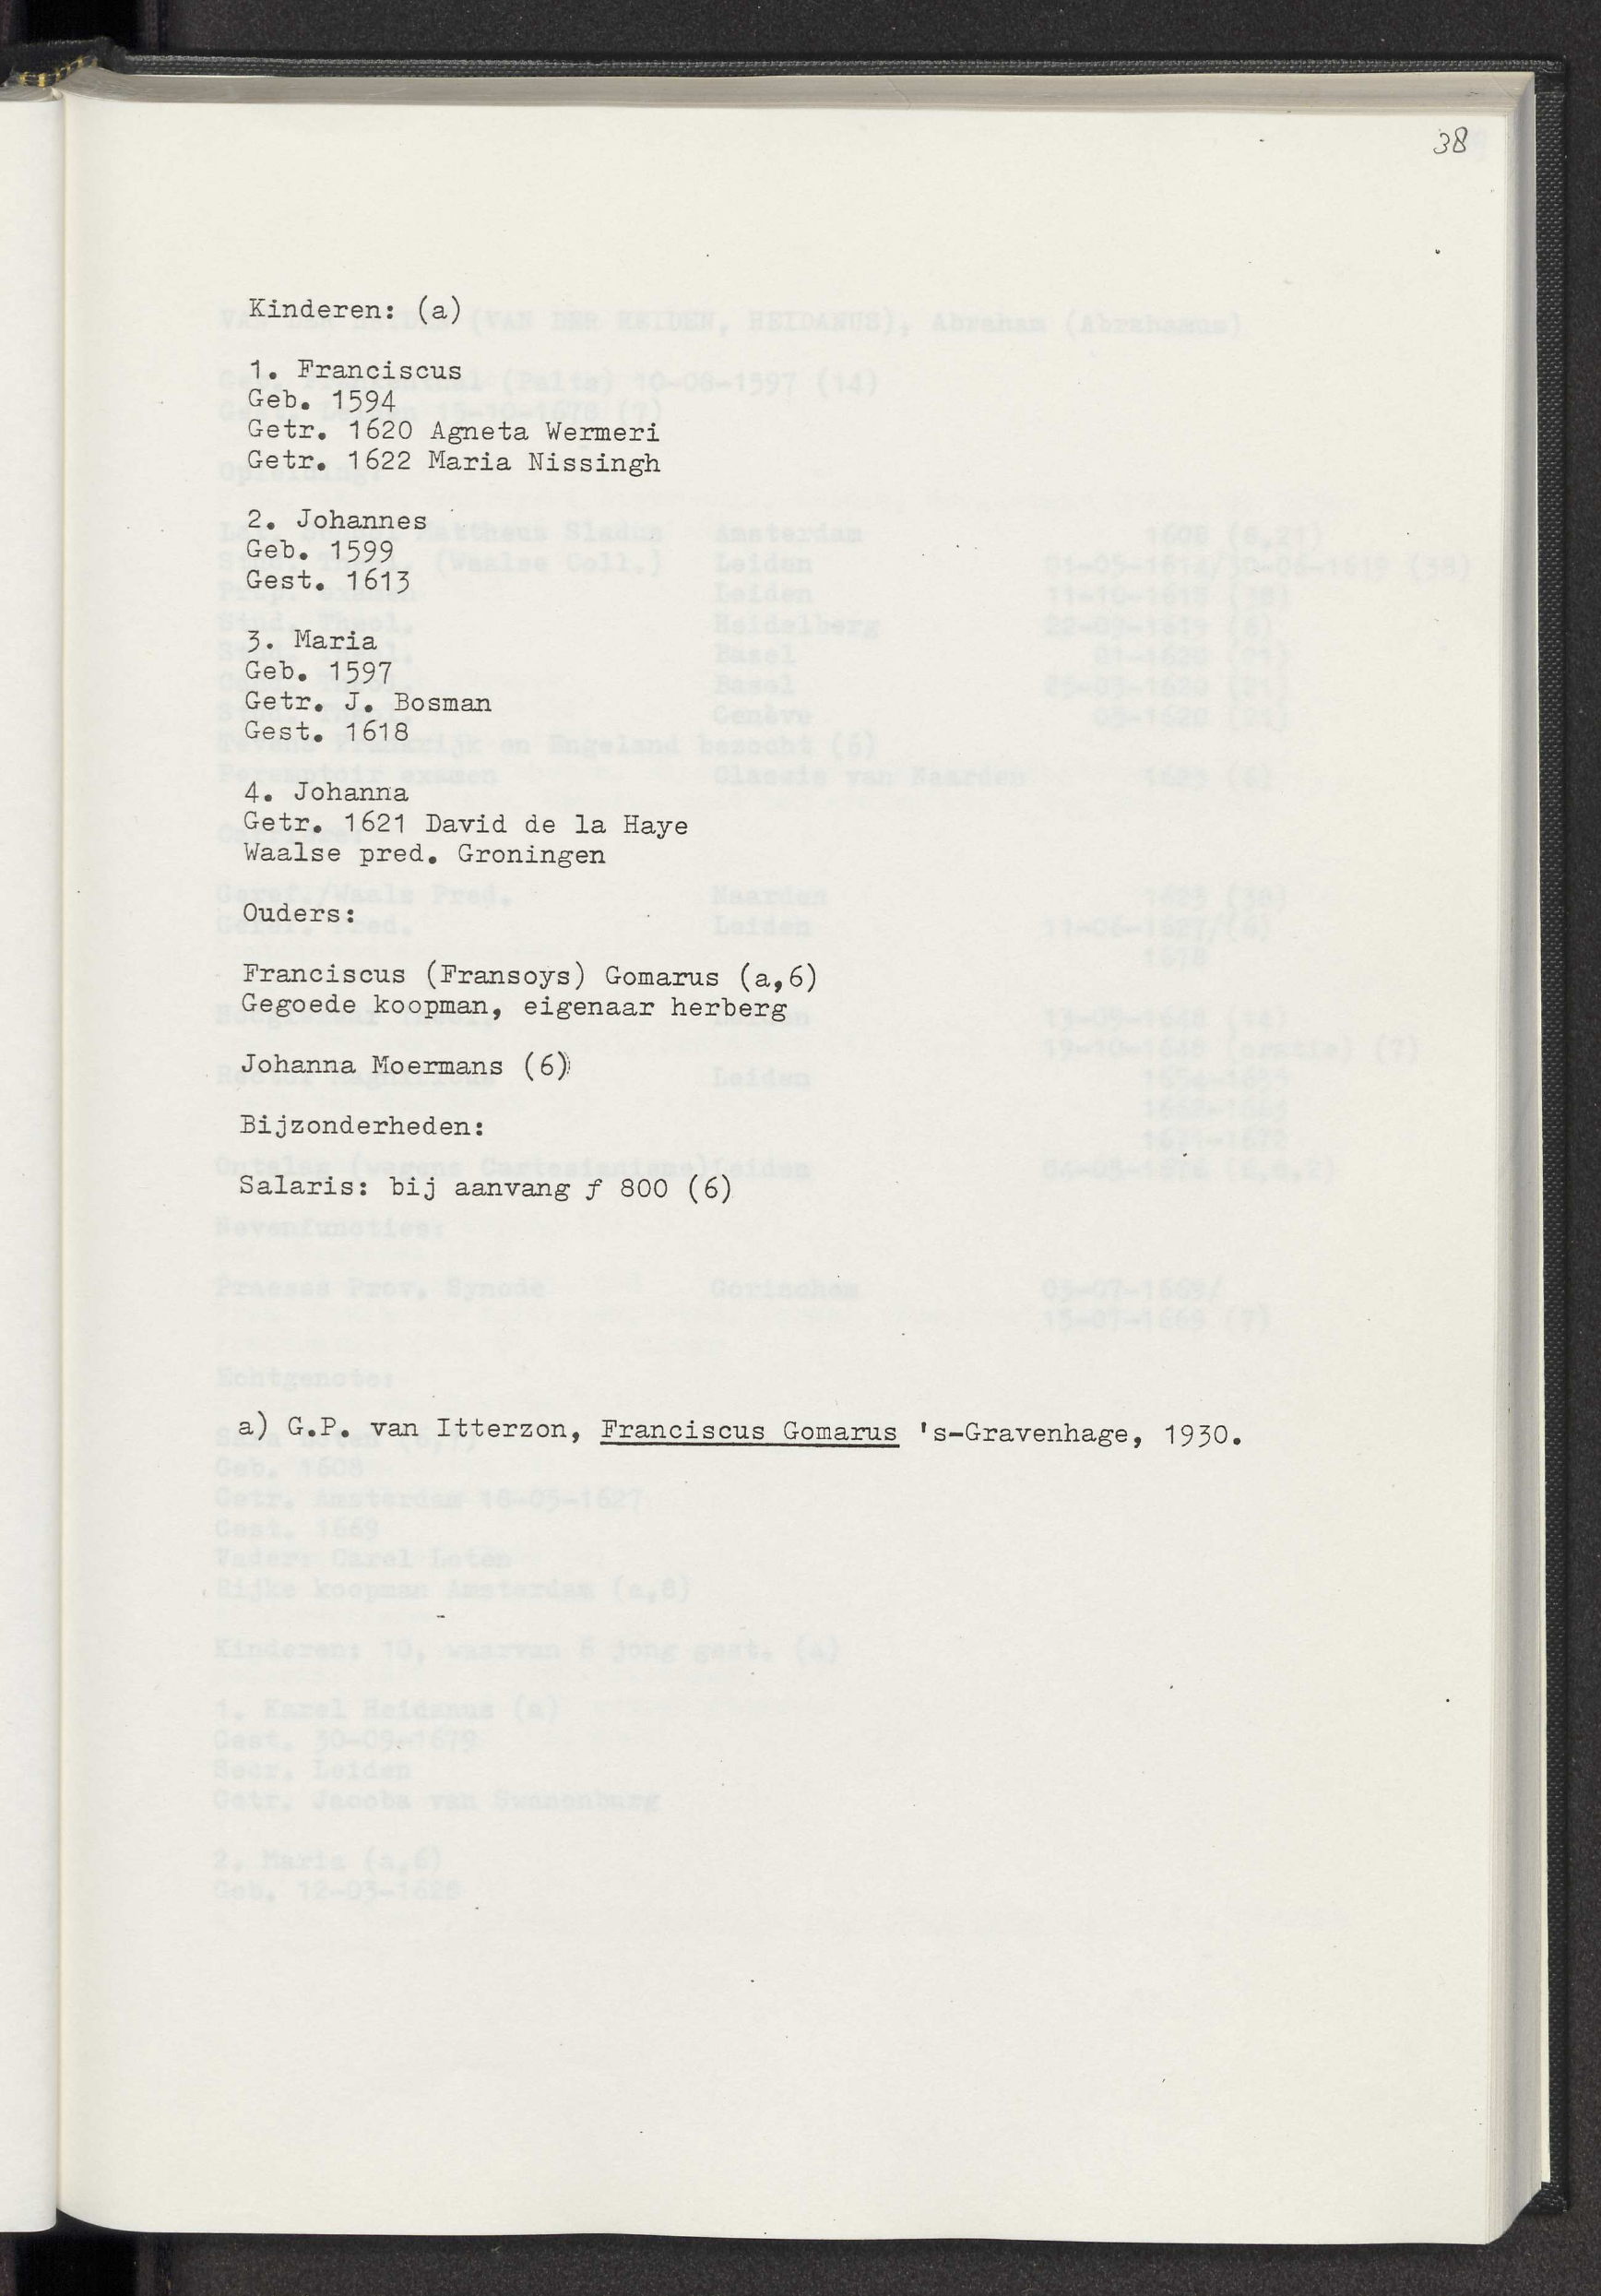 38
Kinderen: (a)
1. Franciscus
Geb. 1594
Getr. 1620 Agneta Wermeri
Getr. 1622 Maria Nissingh
2. Johannes
Geb. 1599
Gest. 1613
3. Maria
Geb. 1597
Getr. J. Bosman
Gest. 1618
4. Johanna
Getr. 1621 David de la Haye
Waalse pred. Groningen
Ouders:
Franciscus (Fransoys) Gomarus (a,6)
Gegoede koopman, eigenaar herberg
Johanna Moermans (6)
Bijzonderheden:
Salaris: bij aanvang ƒ 800 (6)
a) G.P. van Itterzon, Franciscus Gomarus 's-Gravenhage, 1930.